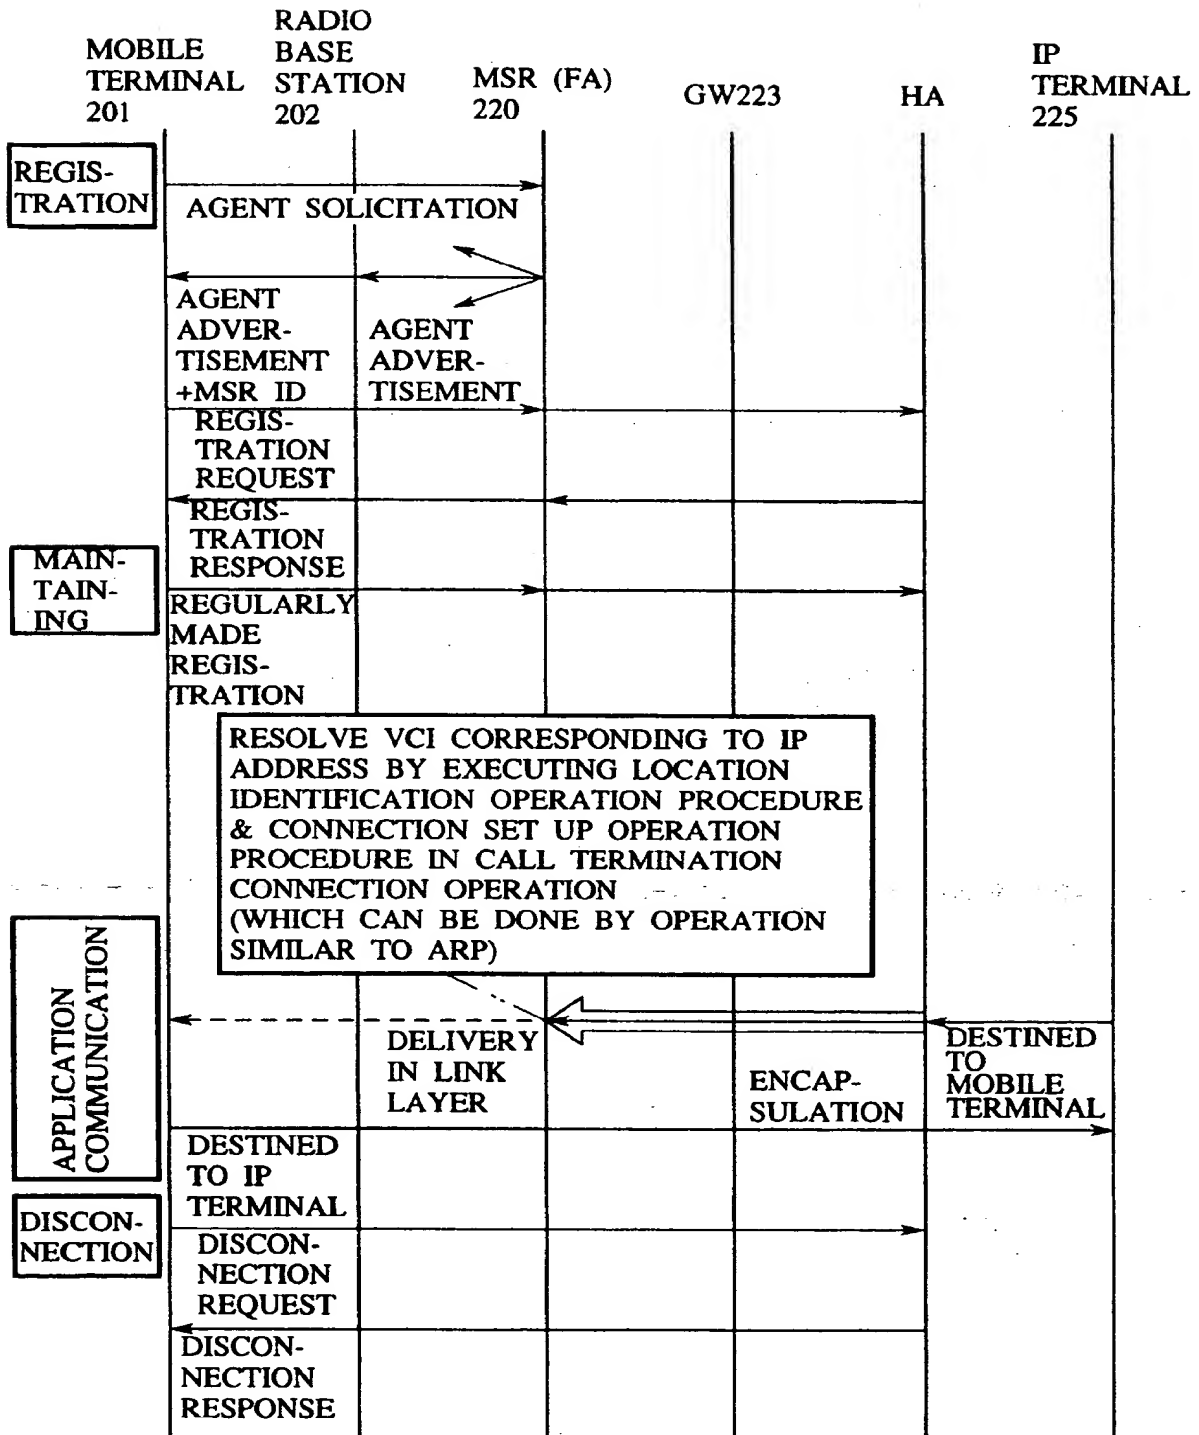 MOBILE
TERMINAL
201
RADIO
BASE
STATION
202
MSR (FA)
220
GW223
HA
IP
TERMINAL
225
REGIS-
TRATION
AGENT SOLICITATION
AGENT
ADVER-
TISEMENT
+MSR ID
AGENT
ADVER-
TISEMENT
REGIS-
TRATION
REQUEST
REGIS-
TRATION
RESPONSE
MAIN-
TAIN-
ING
REGULARLY
MADE
REGIS-
TRATION
RESOLVE VCI CORRESPONDING TO IP
ADDRESS BY EXECUTING LOCATION
IDENTIFICATION OPERATION PROCEDURE
& CONNECTION SET UP OPERATION
PROCEDURE IN CALL TERMINATION
CONNECTION OPERATION
(WHICH CAN BE DONE BY OPERATION
SIMILAR TO ARP)
APPLICATION
COMMUNICATION
DELIVERY
IN LINK
LAYER
ENCAP-
SULATION
DESTINED
TO
MOBILE
TERMINAL
DESTINED
TO IP
TERMINAL
DISCON-
NECTION
DISCON-
NECTION
REQUEST
DISCON-
NECTION
RESPONSE